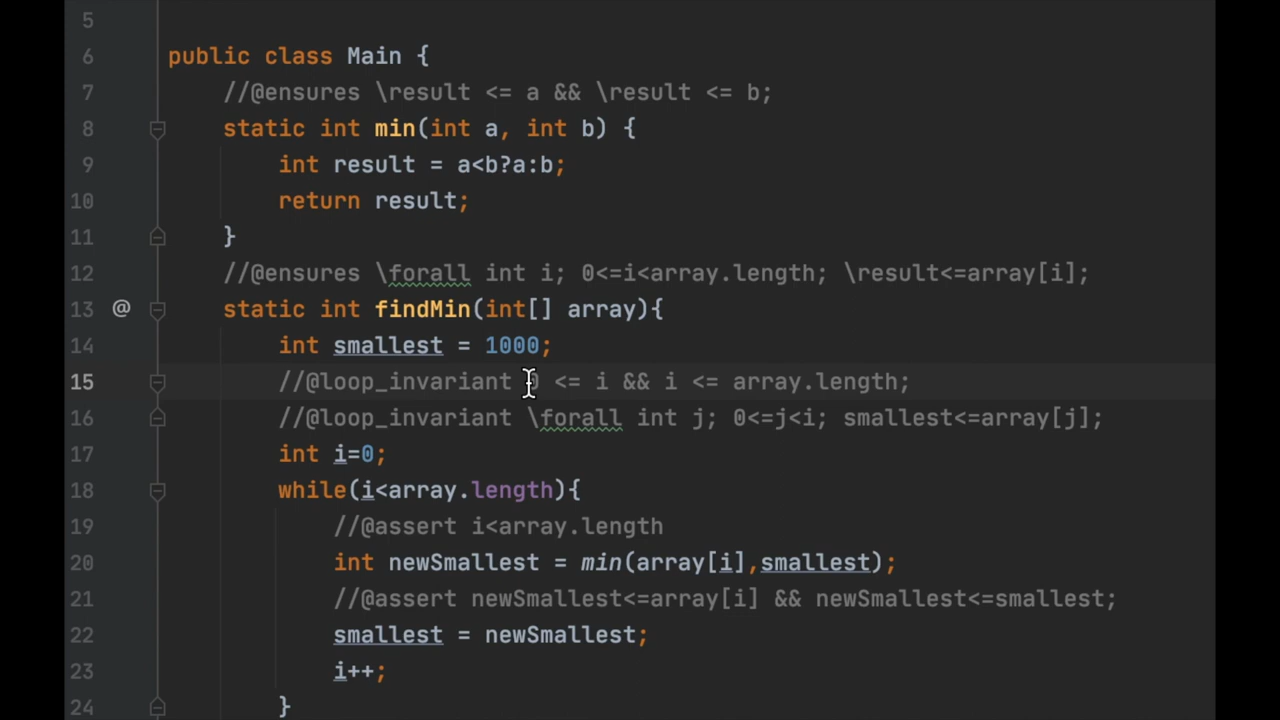 5
6 public class Main {
7 //@ensures \result <= a && \result <= b;
8 static int min(int a, int b) {
9 int result = a<b?a:b;
10 return result;
11 }
12 //@ensures \forall int i; 0<=i<array.length; \result<=array[i];
13 @ static int findMin(int[] array){
14 int smallest = 1000;
15 //@loop_invariant 0 <= i && i <= array.length;
16 //@loop_invariant \forall int j; 0<=j<i; smallest<=array[j];
17 int i=0;
18 while(i<array.length){
19 //@assert i<array.length
20 int newSmallest = min(array[i],smallest);
21 //@assert newSmallest<=array[i] && newSmallest<=smallest;
22 smallest = newSmallest;
23 i++;
24 }